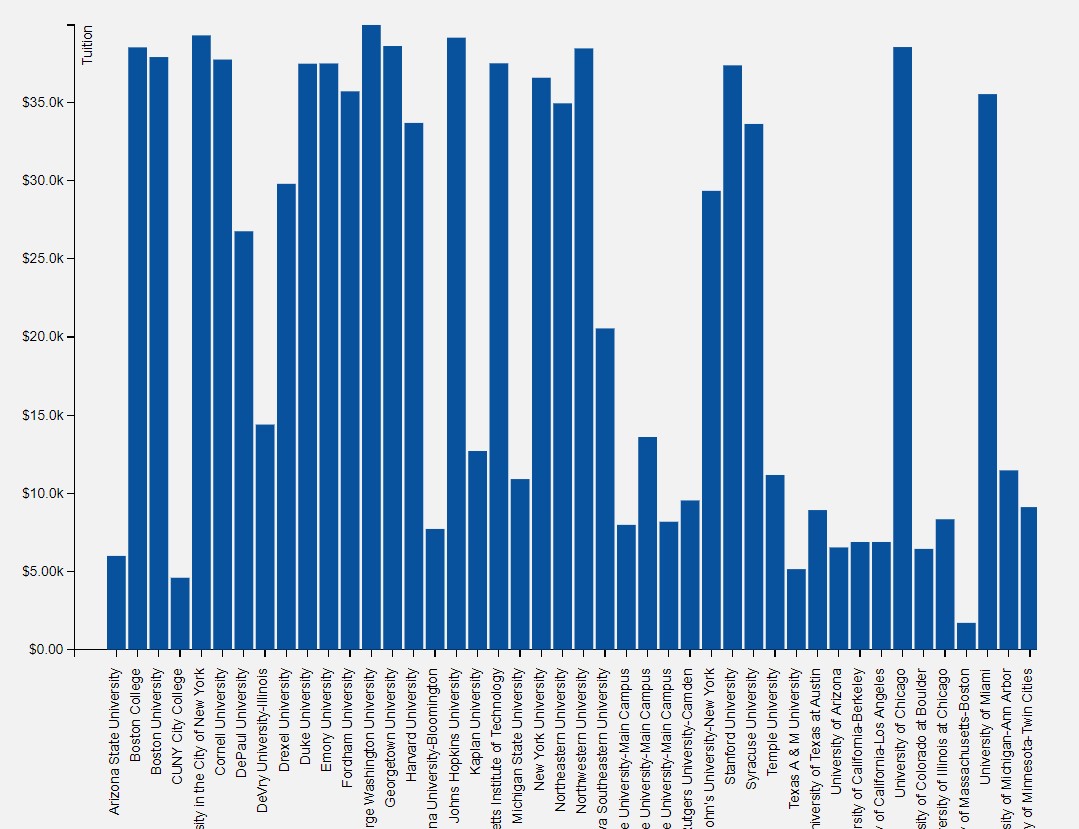 Tuition
$35.0k
$30.0k
$25.0k
$20.0k
$15.0k
$10.0k
$5.00k
$0.00
Arizona State University
Boston College
Boston University
CUNY City College
sity in the City of New York
Cornell University
DePaul University
DeVry University-Illinois
Drexel University
Duke University
Emory University
Fordham University
rge Washington University
Georgetown University
Harvard University
na University-Bloomington
Johns Hopkins University
Kaplan University
etts Institute of Technology
Michigan State University
New York University
Northeastern University
Northwestern University
va Southeastern University
e University-Main Campus
e University-Main Campus
e University-Main Campus
utgers University-Camden
ohn's University-New York
Stanford University
Syracuse University
Temple University
Texas A & M University
niversity of Texas at Austin
University of Arizona
rsity of California-Berkeley
y of California-Los Angeles
University of Chicago
sity of Colorado at Boulder
ersity of Illinois at Chicago
of Massachusetts-Boston
University of Miami
sity of Michigan-Ann Arbor
y of Minnesota-Twin Cities